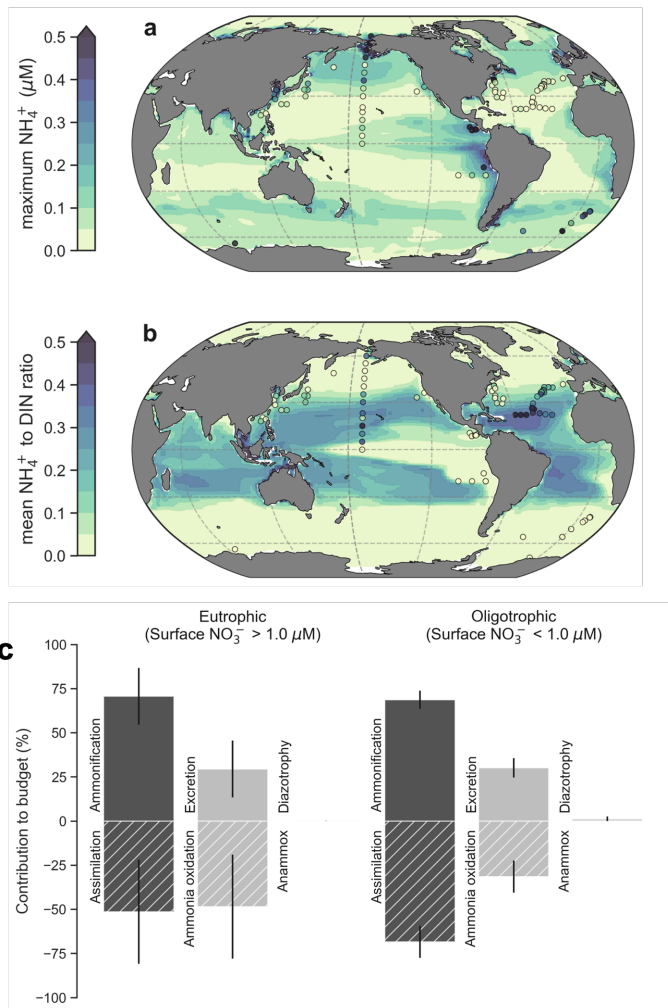 a
0.5
0.4
0.3
0.2
0.1
0.0
maximum NH₄⁺ (μM)
b
0.5
0.4
0.3
0.2
0.1
0.0
mean NH₄⁺ to DIN ratio
c
Eutrophic
(Surface NO₃⁻ > 1.0 μM)
Oligotrophic
(Surface NO₃⁻ < 1.0 μM)
Contribution to budget (%)
100
75
50
25
0
−25
−50
−75
−100
Ammonification
Excretion
Diazotrophy
Assimilation
Ammonia oxidation
Anammox
Ammonification
Excretion
Diazotrophy
Assimilation
Ammonia oxidation
Anammox